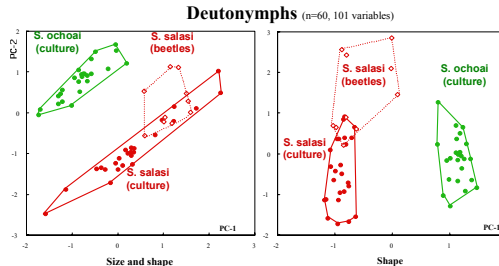 Deutonymphs (n=60, 101 variables)
PC-2
2
1
0
-1
-2
-3
-2
-1
0
1
2
3
S. ochoai
(culture)
S. salasi
(beetles)
S. salasi
(culture)
PC-1
Size and shape
3
2
1
0
-1
-2
-2
-1
0
1
2
S. salasi
(beetles)
S. ochoai
(culture)
S. salasi
(culture)
Shape